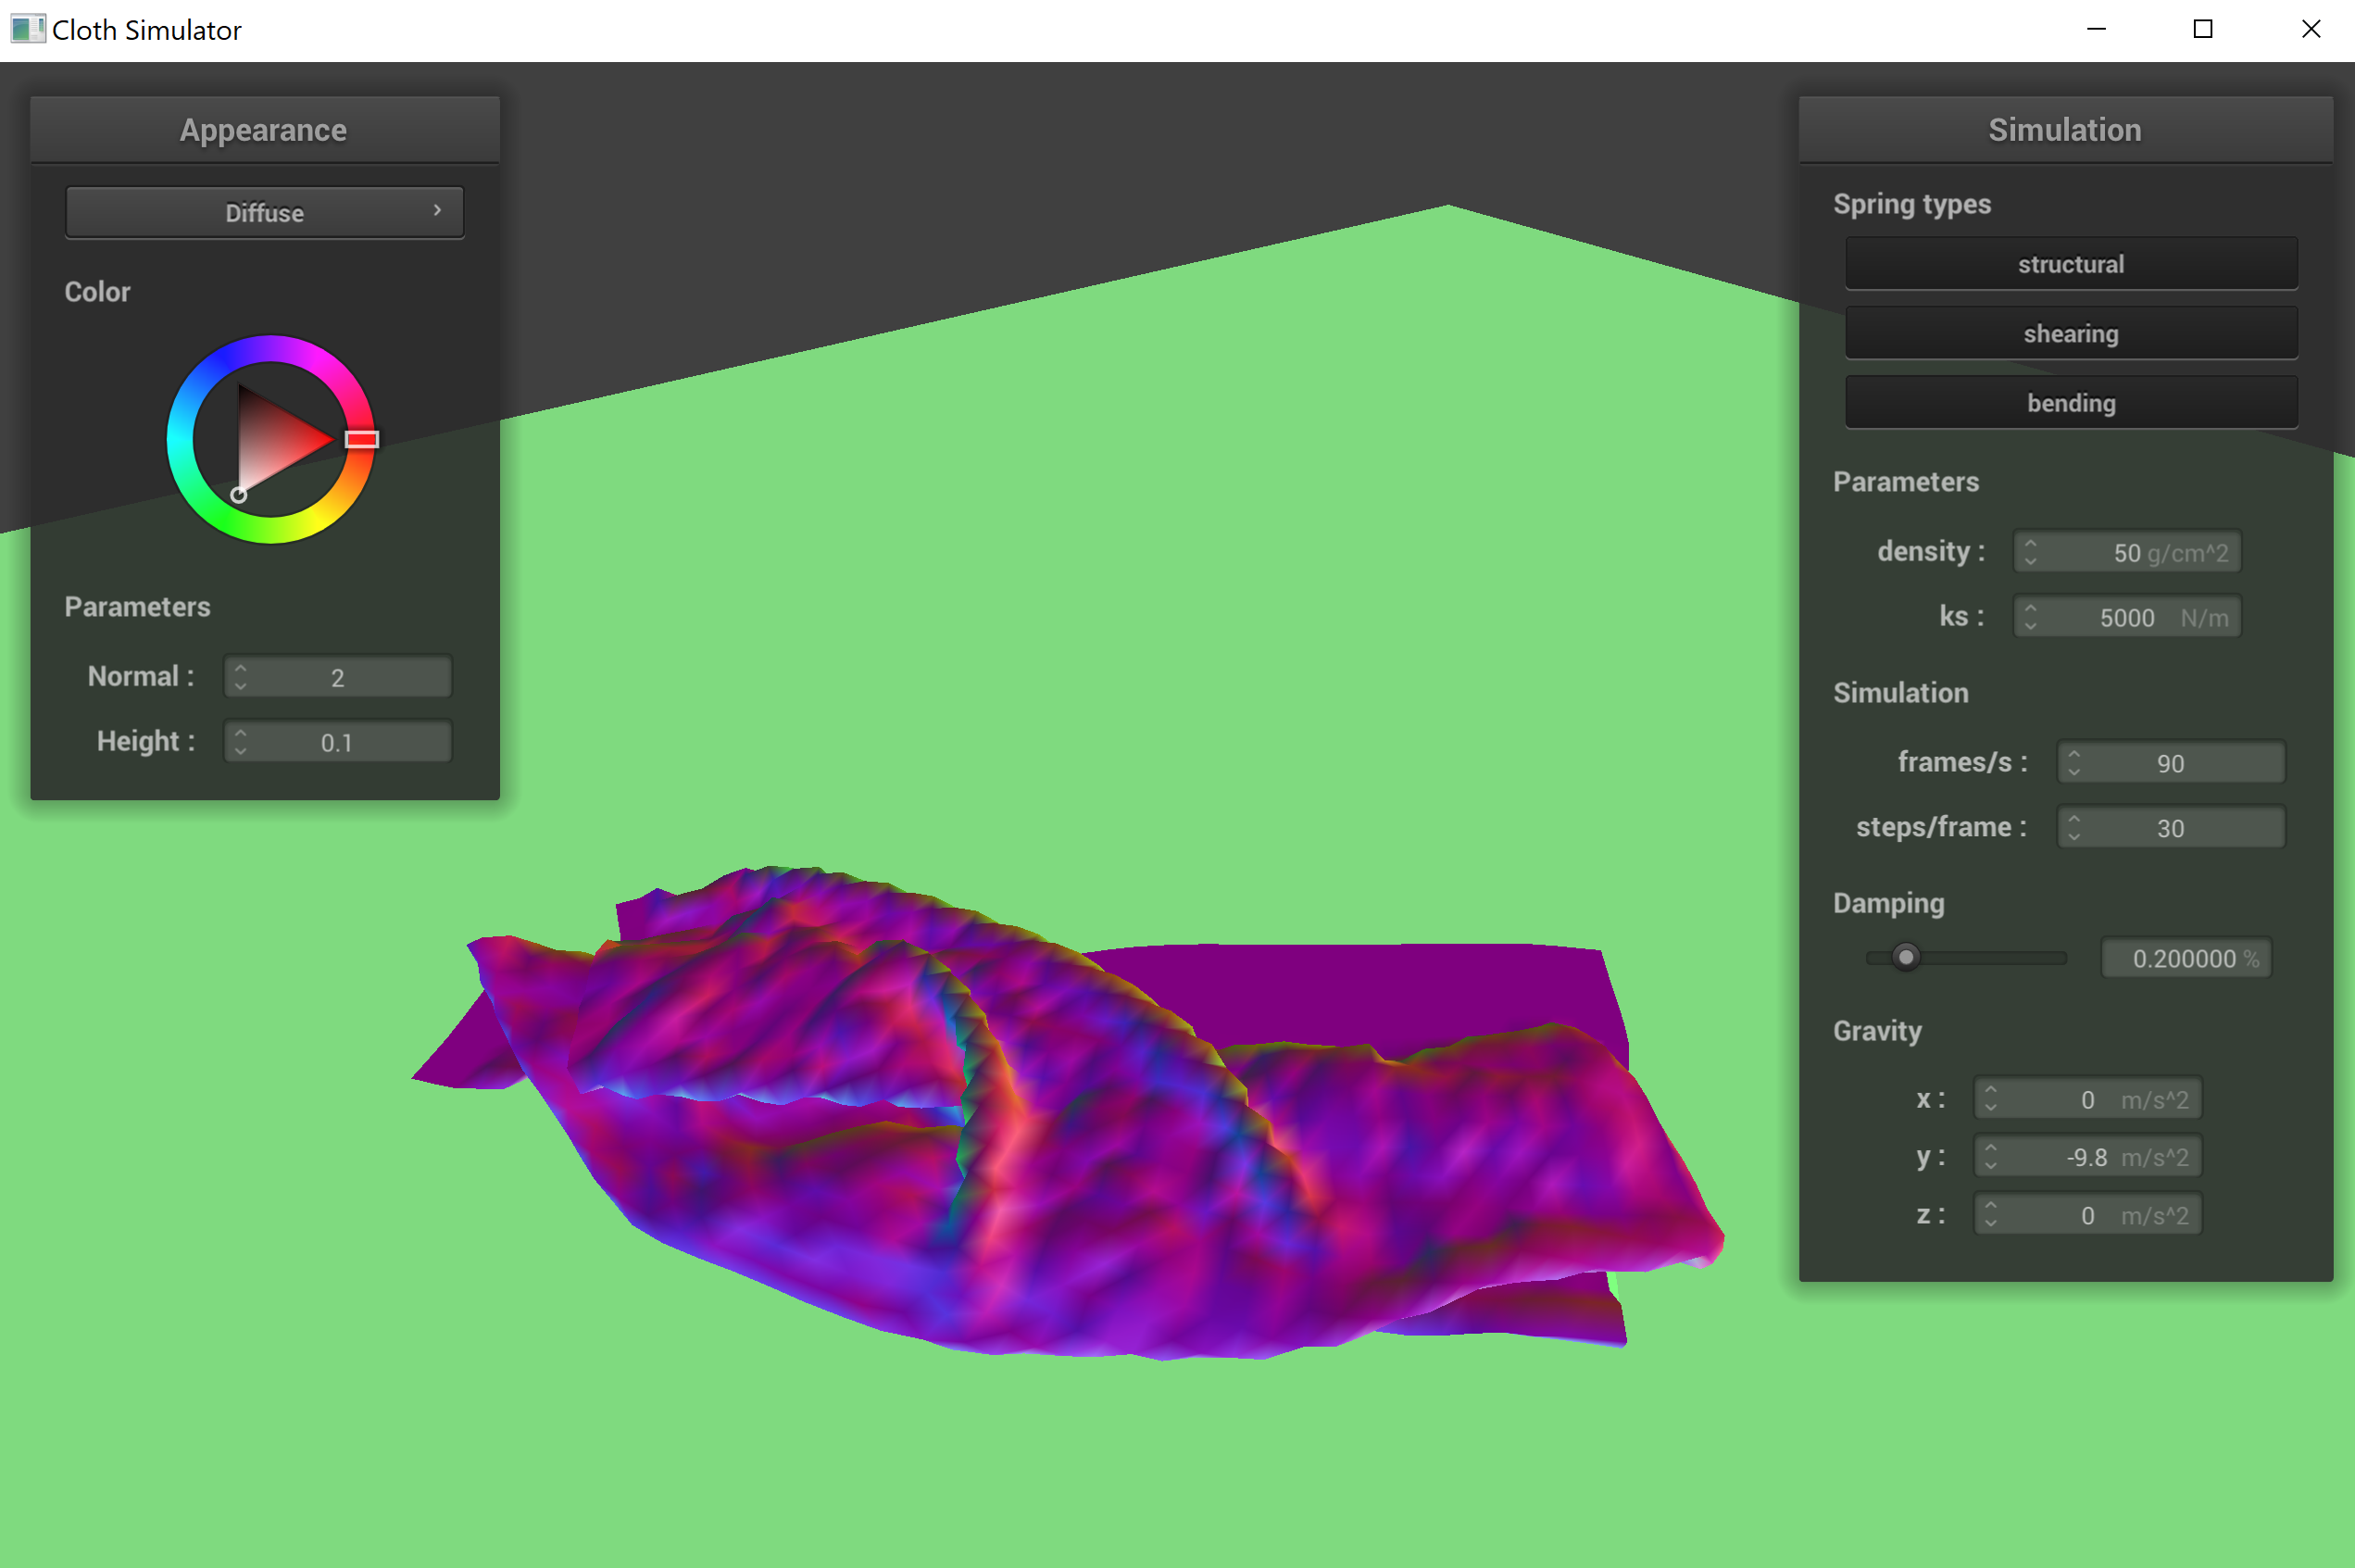 Cloth Simulator
Appearance
Diffuse
Color
Parameters
Normal : 2
Height : 0.1
Simulation
Spring types
structural
shearing
bending
Parameters
density : 50 g/cm^2
ks : 5000 N/m
Simulation
frames/s : 90
steps/frame : 30
Damping
0.200000 %
Gravity
x : 0 m/s^2
y : -9.8 m/s^2
z : 0 m/s^2